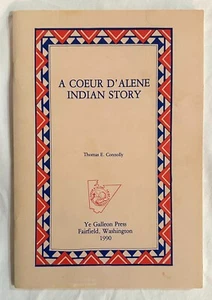 A COEUR D'ALENE
INDIAN STORY
Thomas E. Connolly
Ye Galleon Press
Fairfield, Washington
1990